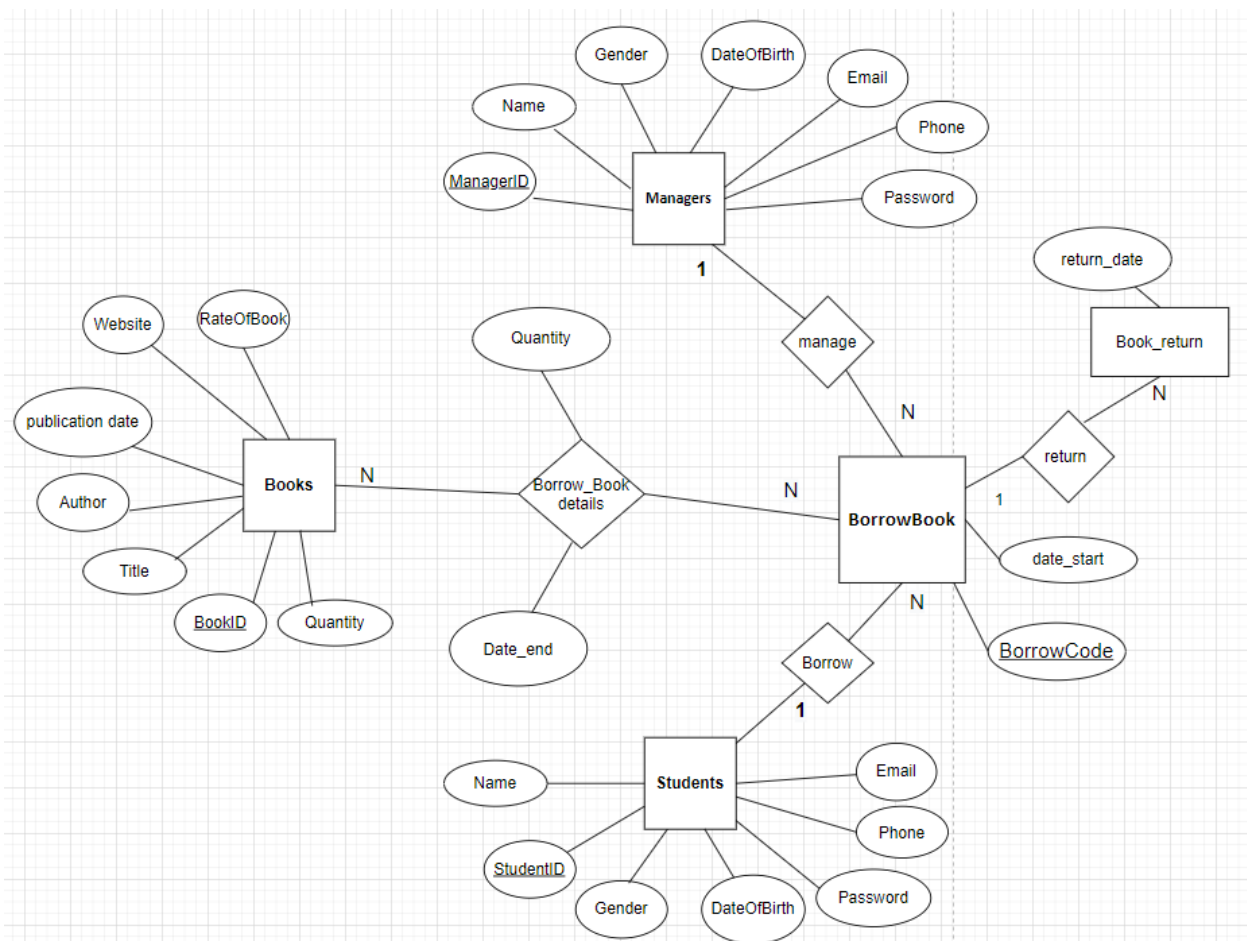 Gender
DateOfBirth
Email
Name
Phone
ManagerID
Managers
Password
1
return_date
Website
RateOfBook
Quantity
manage
Book_return
N
N
publication date
return
Books
N
Borrow_Book
details
N
Author
1
BorrowBook
Title
date_start
BookID
Quantity
N
Date_end
Borrow
BorrowCode
1
Name
Students
Email
Phone
StudentID
Password
Gender
DateOfBirth